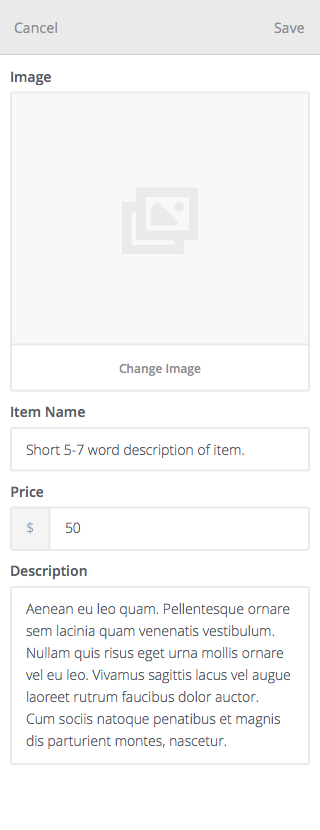 Cancel Save
Image
Change Image
Item Name
Short 5-7 word description of item.
Price
$ 50
Description
Aenean eu leo quam. Pellentesque ornare
sem lacinia quam venenatis vestibulum.
Nullam quis risus eget urna mollis ornare
vel eu leo. Vivamus sagittis lacus vel augue
laoreet rutrum faucibus dolor auctor.
Cum sociis natoque penatibus et magnis
dis parturient montes, nascetur.